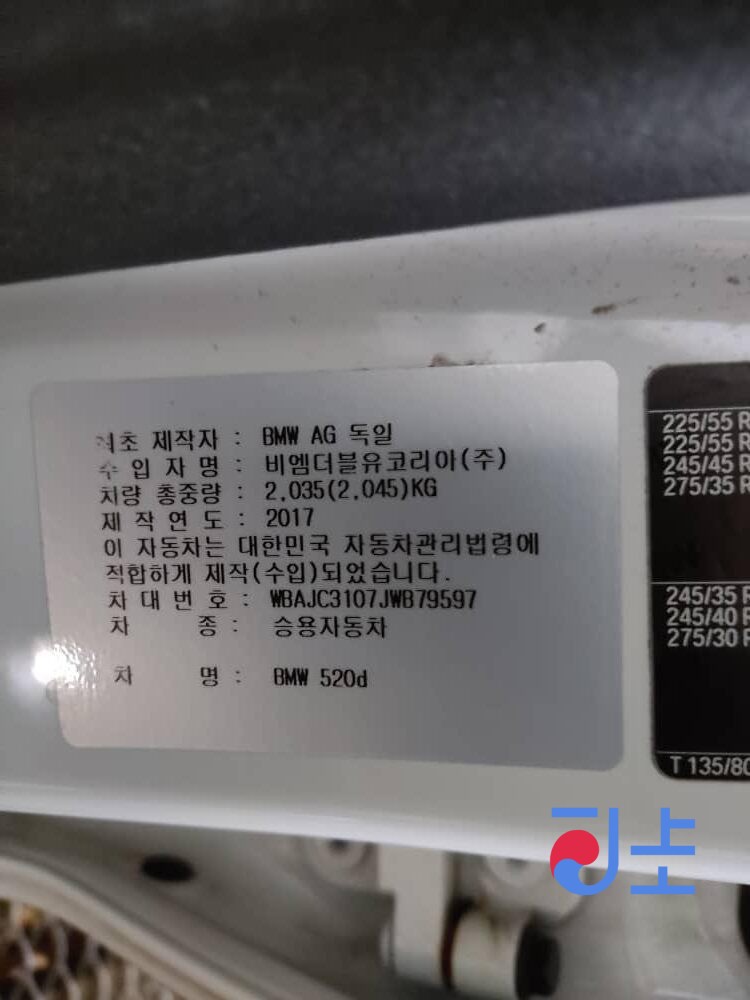 최초 제작자 : BMW AG 독일
수 입 자 명 : 비엠더블유코리아(주)
차량 총중량 : 2,035(2,045)KG
제 작 연 도 : 2017
이 자동차는 대한민국 자동차관리법령에
적합하게 제작(수입)되었습니다.
차 대 번 호 : WBAJC3107JWB79597
차 종 : 승용자동차
차 명 : BMW 520d
225/55 R
225/55 R
245/45 R
275/35 R
245/35 R
245/40 R
275/30 R
T 135/80